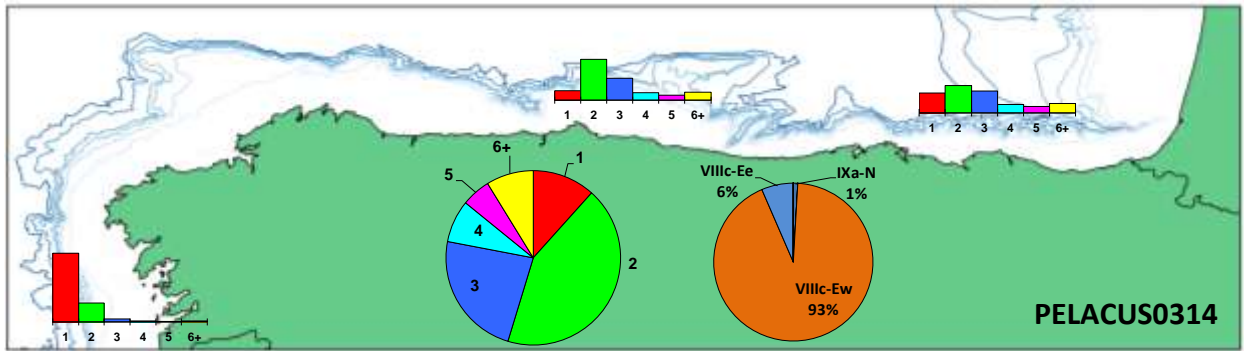 1 2 3 4 5 6+
1 2 3 4 5 6+
6+
1
5
4
3
2
VIIIc-Ee
6%
IXa-N
1%
VIIIc-Ew
93%
PELACUS0314
1 2 3 4 5 6+